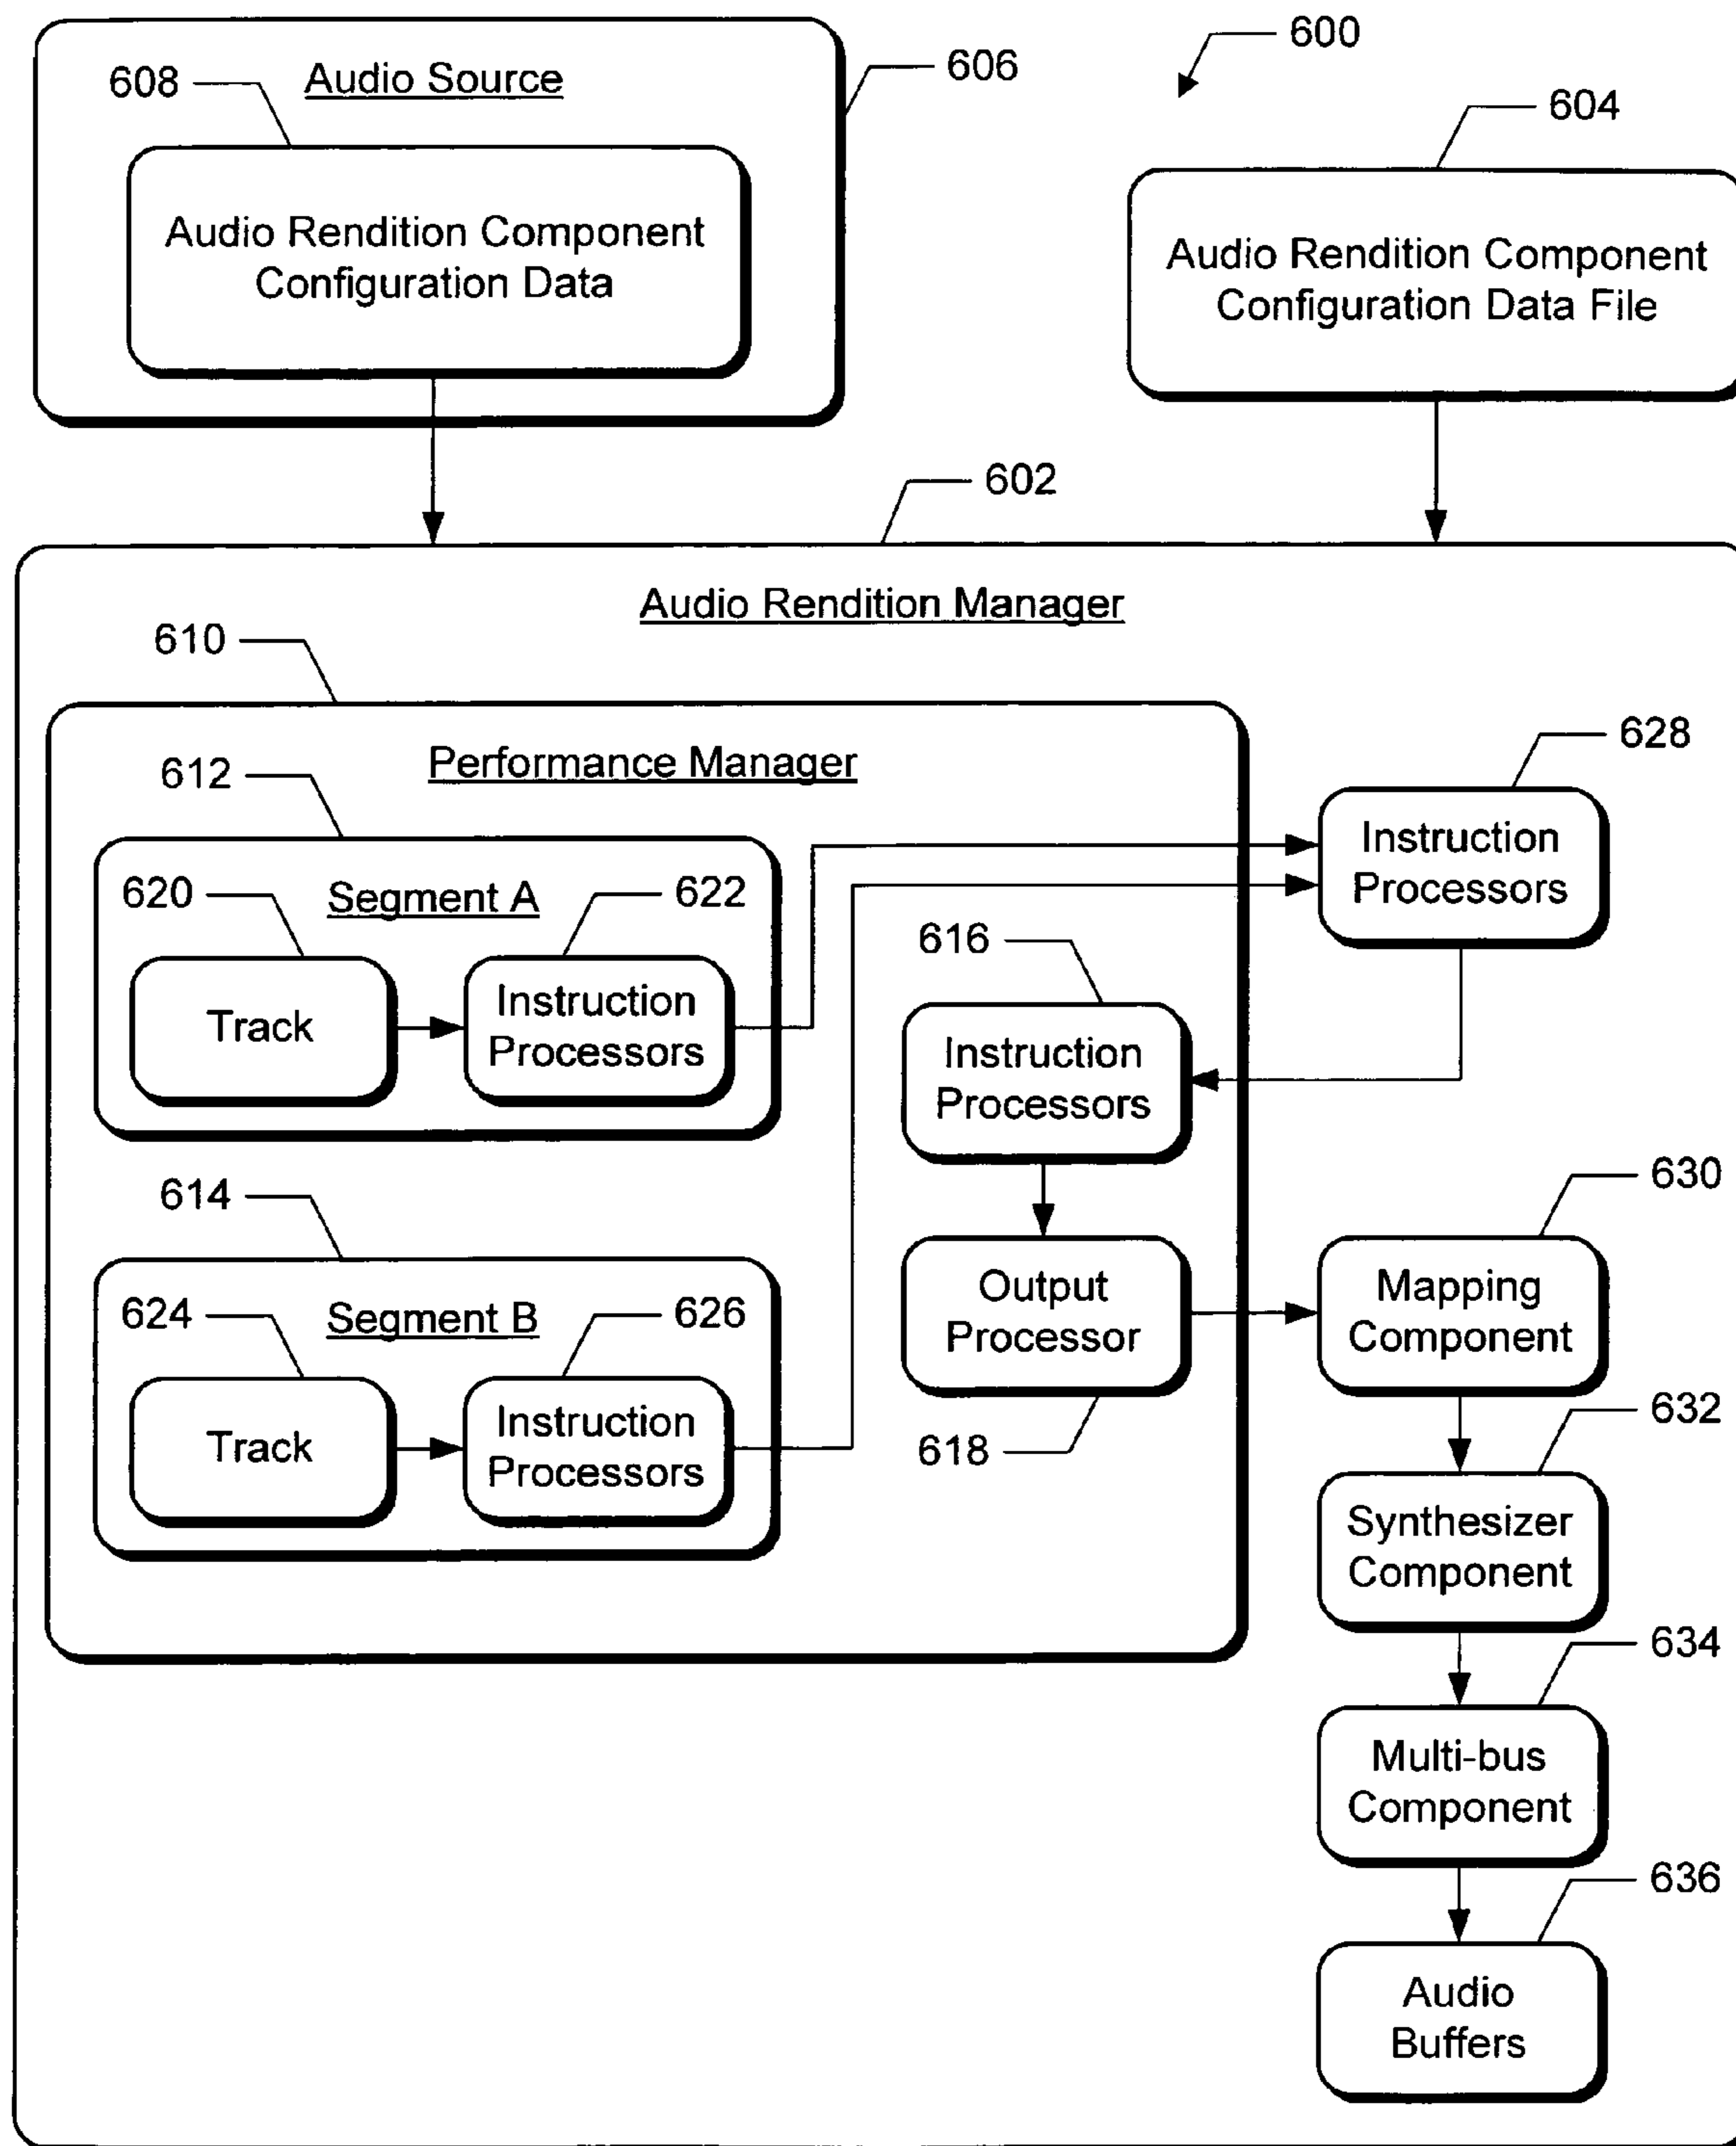 600
606
608
Audio Source
604
Audio Rendition Component
Configuration Data
Audio Rendition Component
Configuration Data File
602
Audio Rendition Manager
610
Performance Manager
612
628
Segment A
620
622
Instruction
Processors
616
Track
Instruction
Processors
Instruction
Processors
614
630
Segment B
624
626
Output
Processor
Mapping
Component
Track
Instruction
Processors
618
632
Synthesizer
Component
634
Multi-bus
Component
636
Audio
Buffers